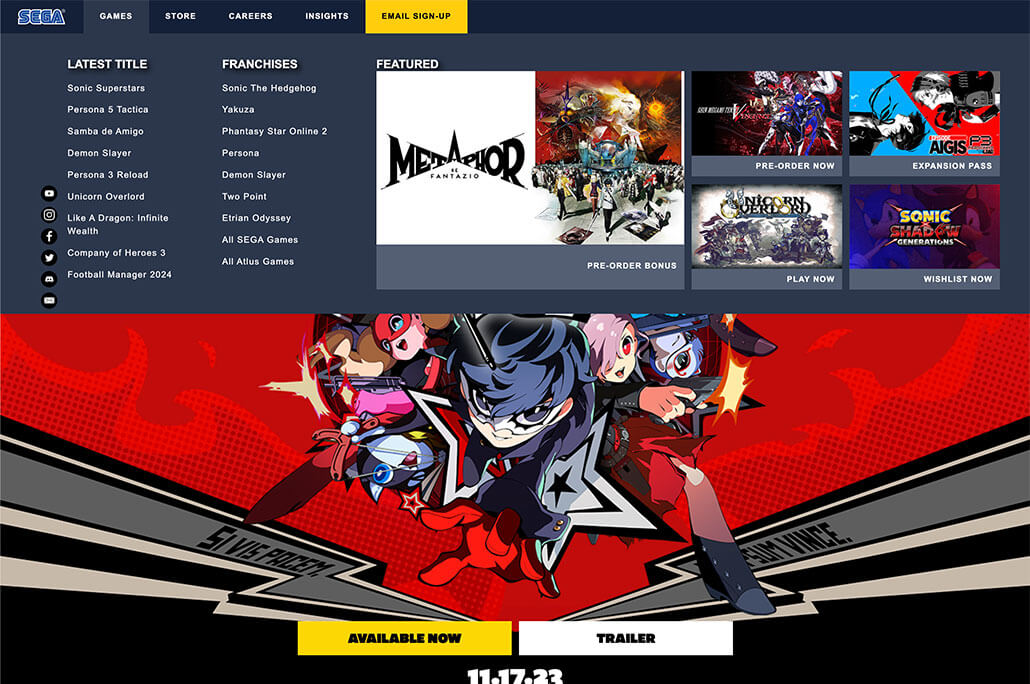 SEGA
GAMES
STORE
CAREERS
INSIGHTS
EMAIL SIGN-UP
LATEST TITLE
Sonic Superstars
Persona 5 Tactica
Samba de Amigo
Demon Slayer
Persona 3 Reload
Unicorn Overlord
Like A Dragon: Infinite
Wealth
Company of Heroes 3
Football Manager 2024
FRANCHISES
Sonic The Hedgehog
Yakuza
Phantasy Star Online 2
Persona
Demon Slayer
Two Point
Etrian Odyssey
All SEGA Games
All Atlus Games
FEATURED
METAPHOR
RE
FANTAZIO
PRE-ORDER BONUS
SHIN MEGAMI TENSEI V
VENGEANCE
PRE-ORDER NOW
EPISODE
AIGIS P3
EXPANSION PASS
UNICORN
OVERLORD
PLAY NOW
SONIC
X
SHADOW
GENERATIONS
WISHLIST NOW
SI VIS PACEM,
SUM VINCE.
AVAILABLE NOW
TRAILER
11.17.23